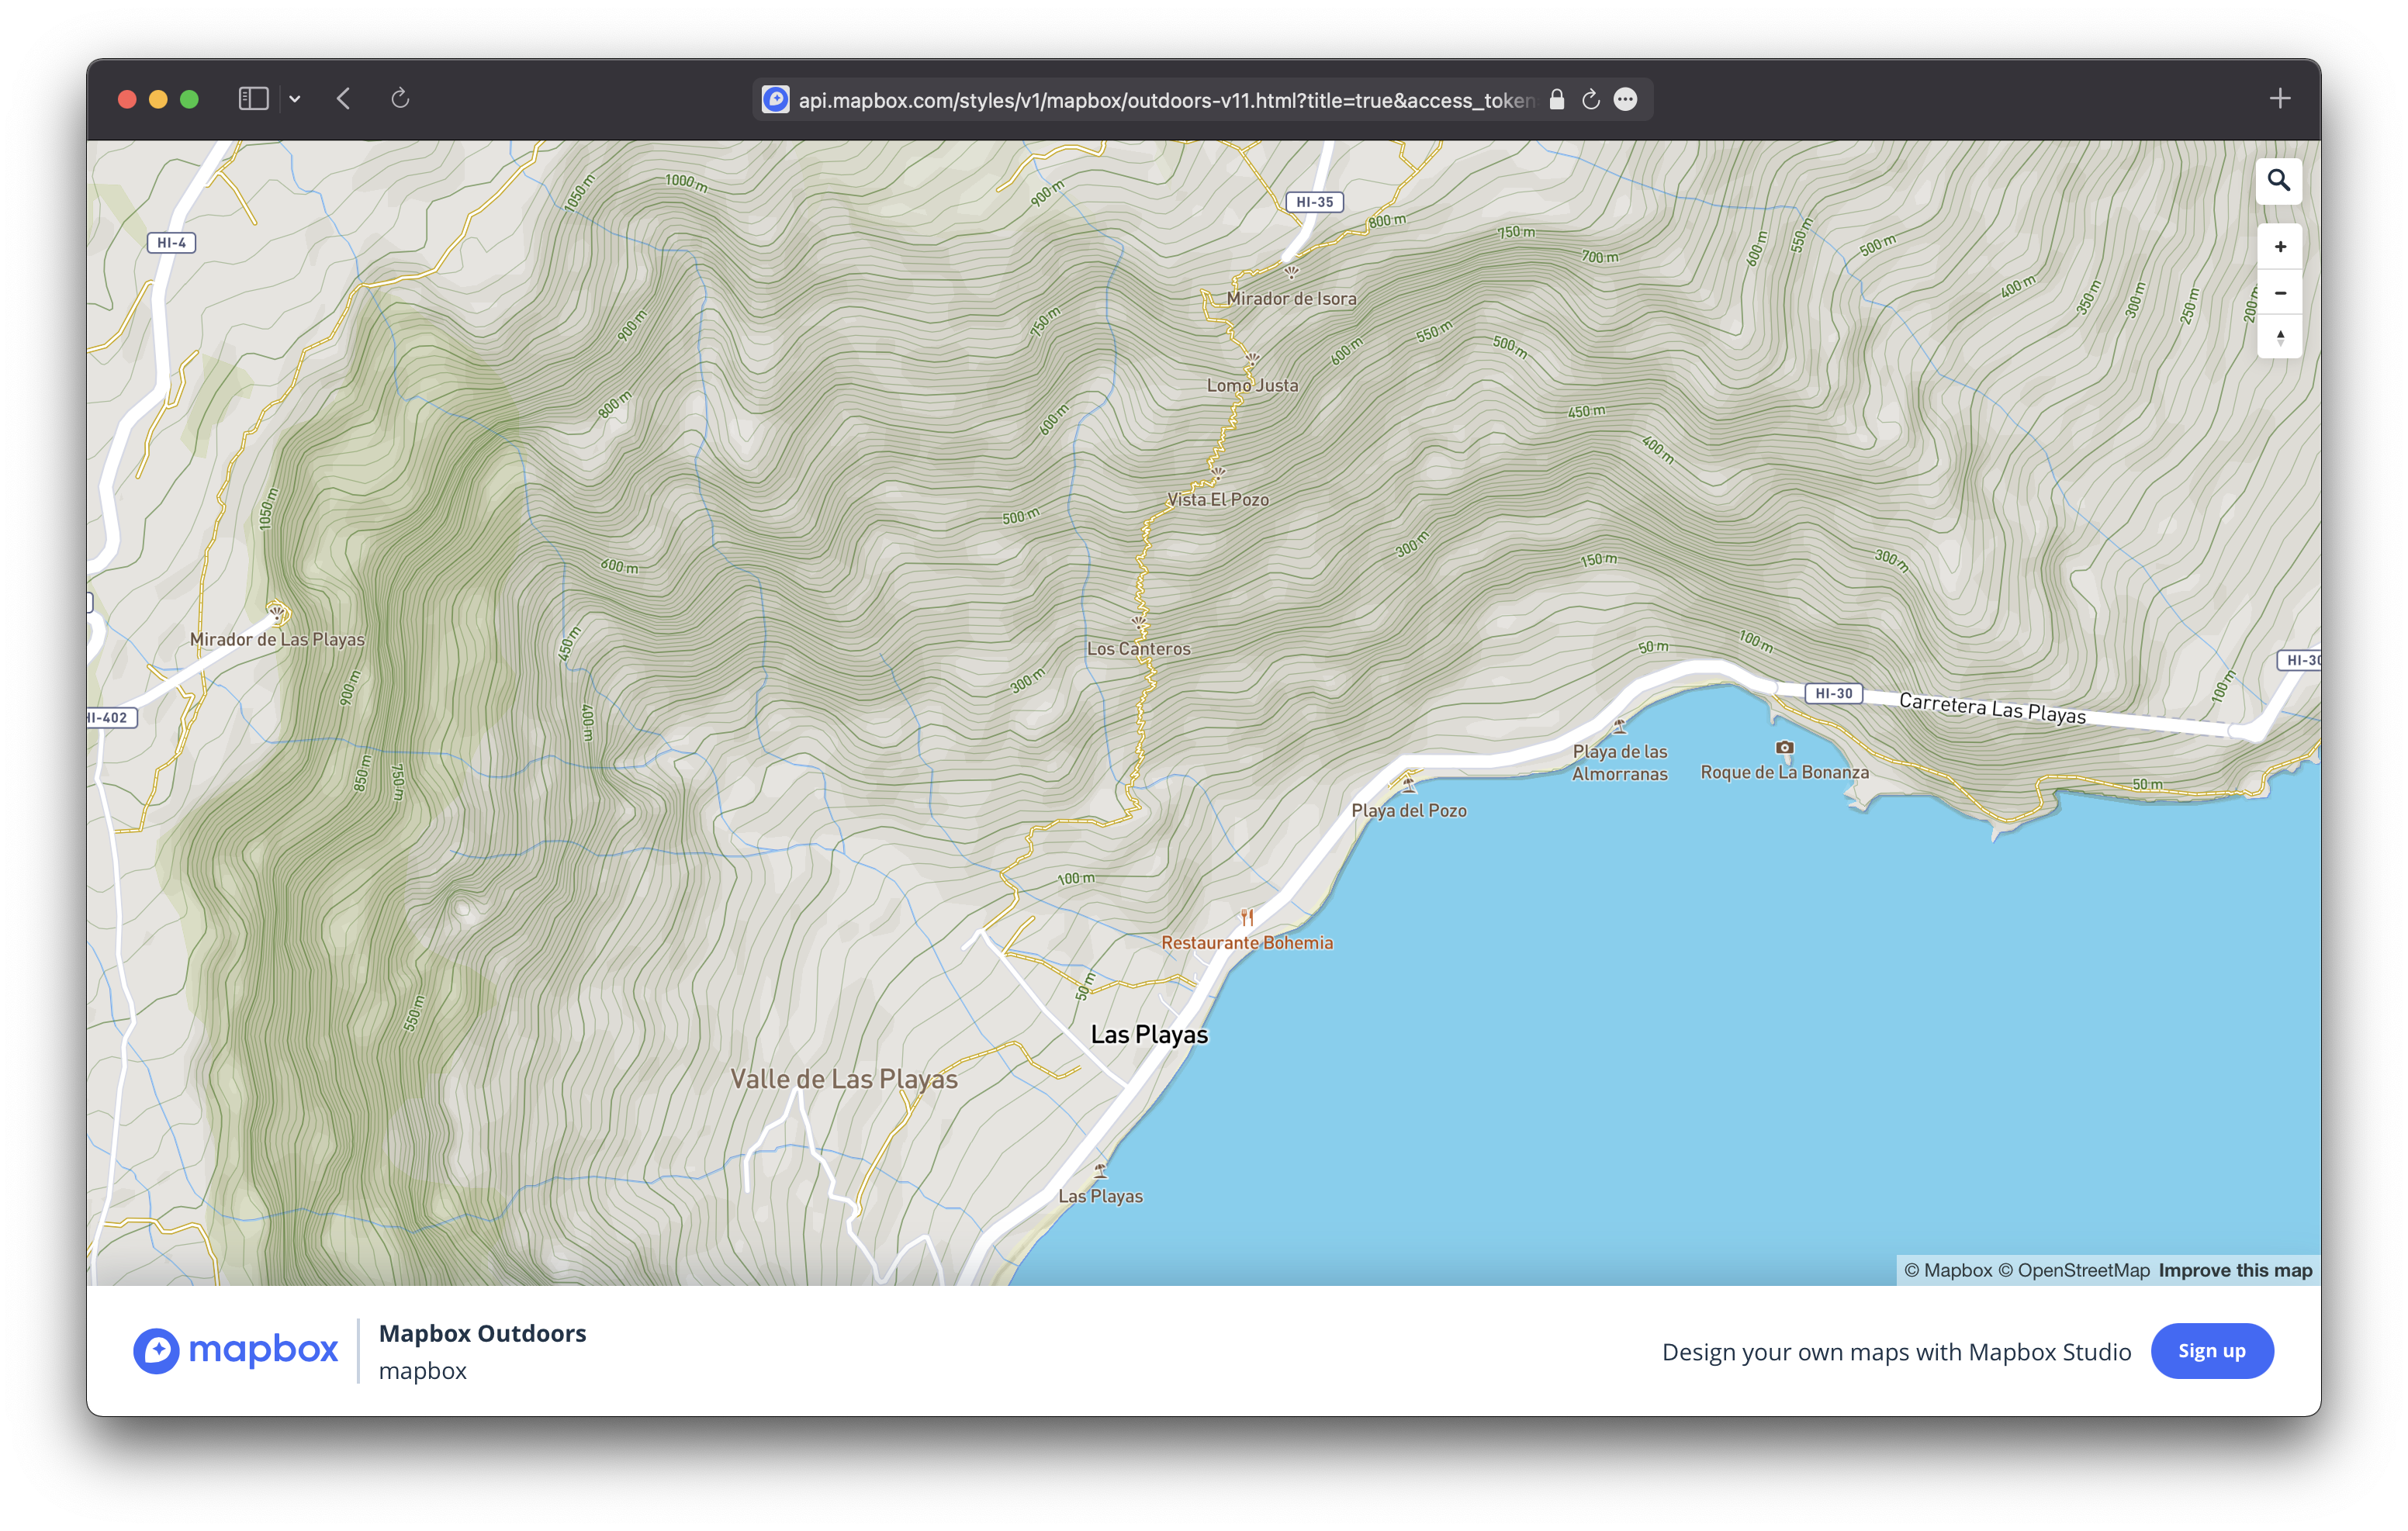 api.mapbox.com/styles/v1/mapbox/outdoors-v11.html?title=true&access_token
1050 m
1000 m
900 m
HI-35
800 m
HI-4
750 m
700 m
600 m
550 m
500 m
400 m
350 m
300 m
250 m
200 m
Mirador de Isora
900 m
750 m
600 m
550 m
500 m
Lomo Justa
800 m
600 m
450 m
400 m
Vista El Pozo
1050 m
500 m
600 m
300 m
150 m
300 m
Mirador de Las Playas
450 m
Los Canteros
50 m
100 m
HI-30
900 m
300 m
100 m
HI-30
Carretera Las Playas
HI-402
400 m
Playa de las
Almorranas
Roque de La Bonanza
850 m
750 m
50 m
Playa del Pozo
100 m
Restaurante Bohemia
550 m
50 m
Las Playas
Valle de Las Playas
Las Playas
© Mapbox © OpenStreetMap Improve this map
mapbox
Mapbox Outdoors
mapbox
Design your own maps with Mapbox Studio
Sign up